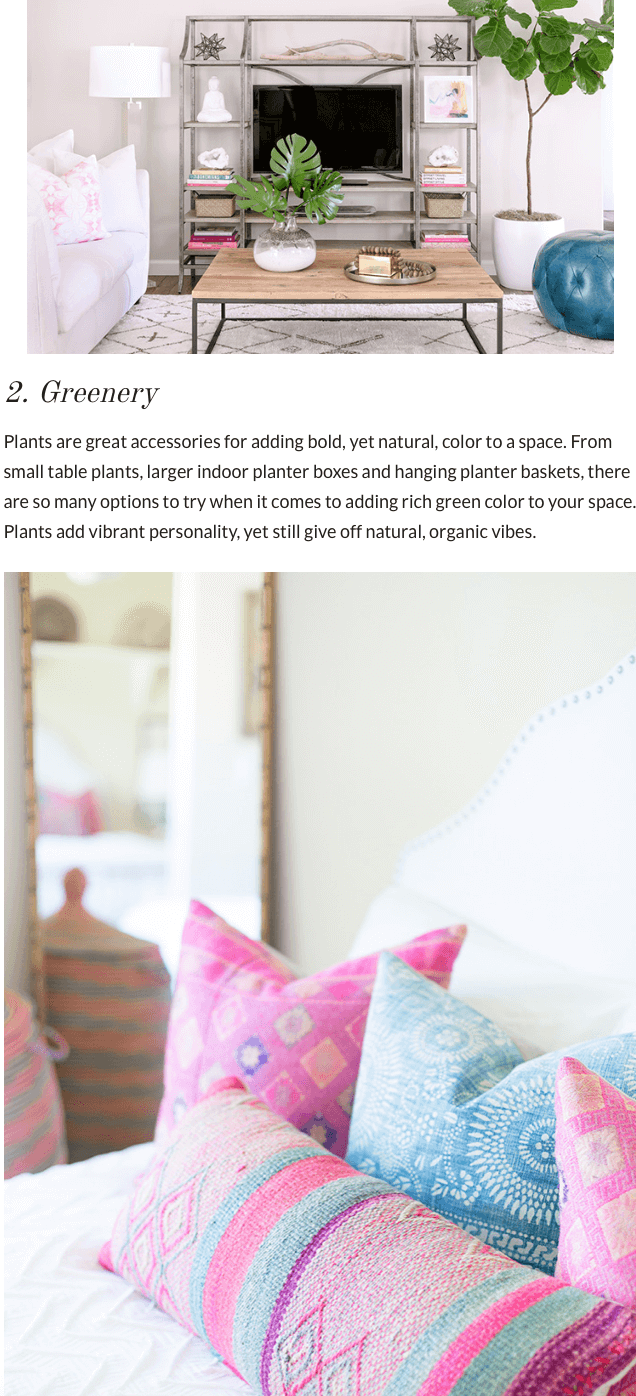 2. Greenery
Plants are great accessories for adding bold, yet natural, color to a space. From
small table plants, larger indoor planter boxes and hanging planter baskets, there
are so many options to try when it comes to adding rich green color to your space.
Plants add vibrant personality, yet still give off natural, organic vibes.